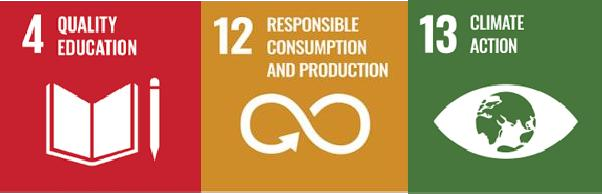 4 QUALITY
EDUCATION
12 RESPONSIBLE
CONSUMPTION
AND PRODUCTION
13 CLIMATE
ACTION